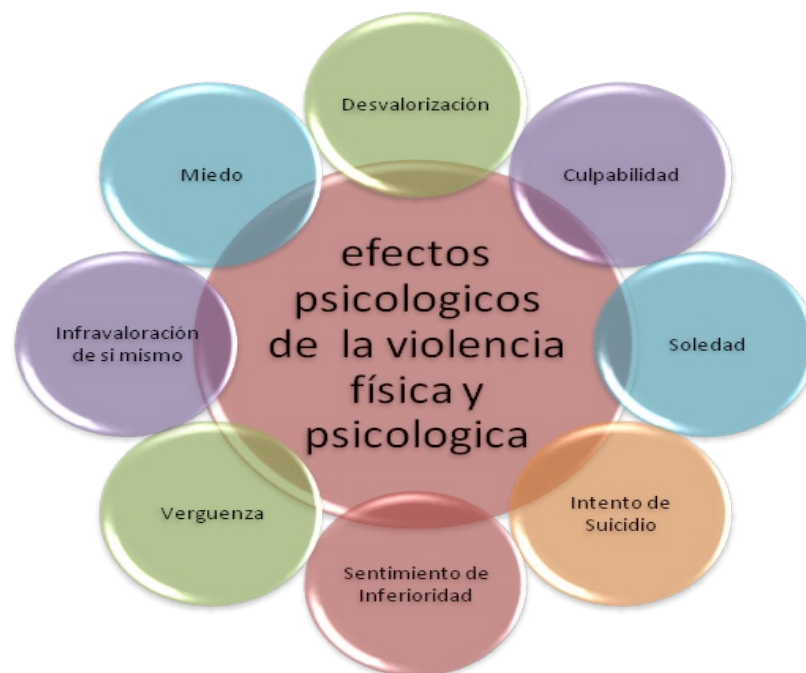 Desvalorización
Culpabilidad
Soledad
Intento de
Suicidio
Sentimiento de
Inferioridad
Verguenza
Infravaloración
de si mismo
Miedo
efectos
psicologicos
de la violencia
física y
psicologica